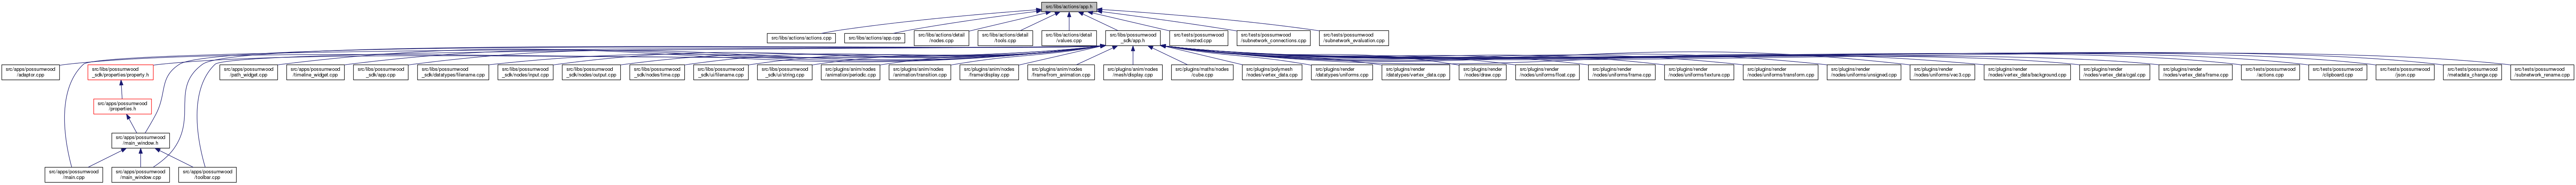 src/libs/actions/app.h
src/libs/actions/actions.cpp
src/libs/actions/app.cpp
src/libs/actions/detail
/nodes.cpp
src/libs/actions/detail
/tools.cpp
src/libs/actions/detail
/values.cpp
src/libs/possumwood
_sdk/app.h
src/tests/possumwood
/nested.cpp
src/tests/possumwood
/subnetwork_connections.cpp
src/tests/possumwood
/subnetwork_evaluation.cpp
src/apps/possumwood
/adaptor.cpp
src/libs/possumwood
_sdk/properties/property.h
src/apps/possumwood
/path_widget.cpp
src/apps/possumwood
/timeline_widget.cpp
src/libs/possumwood
_sdk/app.cpp
src/libs/possumwood
_sdk/datatypes/filename.cpp
src/libs/possumwood
_sdk/nodes/input.cpp
src/libs/possumwood
_sdk/nodes/output.cpp
src/libs/possumwood
_sdk/nodes/time.cpp
src/libs/possumwood
_sdk/ui/filename.cpp
src/libs/possumwood
_sdk/ui/string.cpp
src/plugins/anim/nodes
/animation/periodic.cpp
src/plugins/anim/nodes
/animation/transition.cpp
src/plugins/anim/nodes
/frame/display.cpp
src/plugins/anim/nodes
/frame/from_animation.cpp
src/plugins/anim/nodes
/mesh/display.cpp
src/plugins/maths/nodes
/cube.cpp
src/plugins/polymesh
/nodes/vertex_data.cpp
src/plugins/render
/datatypes/uniforms.cpp
src/plugins/render
/datatypes/vertex_data.cpp
src/plugins/render
/nodes/draw.cpp
src/plugins/render
/nodes/uniforms/float.cpp
src/plugins/render
/nodes/uniforms/frame.cpp
src/plugins/render
/nodes/uniforms/texture.cpp
src/plugins/render
/nodes/uniforms/transform.cpp
src/plugins/render
/nodes/uniforms/unsigned.cpp
src/plugins/render
/nodes/uniforms/vec3.cpp
src/plugins/render
/nodes/vertex_data/background.cpp
src/plugins/render
/nodes/vertex_data/cgal.cpp
src/plugins/render
/nodes/vertex_data/frame.cpp
src/tests/possumwood
/actions.cpp
src/tests/possumwood
/clipboard.cpp
src/tests/possumwood
/json.cpp
src/tests/possumwood
/metadata_change.cpp
src/tests/possumwood
/subnetwork_rename.cpp
src/apps/possumwood
/properties.h
src/apps/possumwood
/main_window.h
src/apps/possumwood
/main.cpp
src/apps/possumwood
/main_window.cpp
src/apps/possumwood
/toolbar.cpp